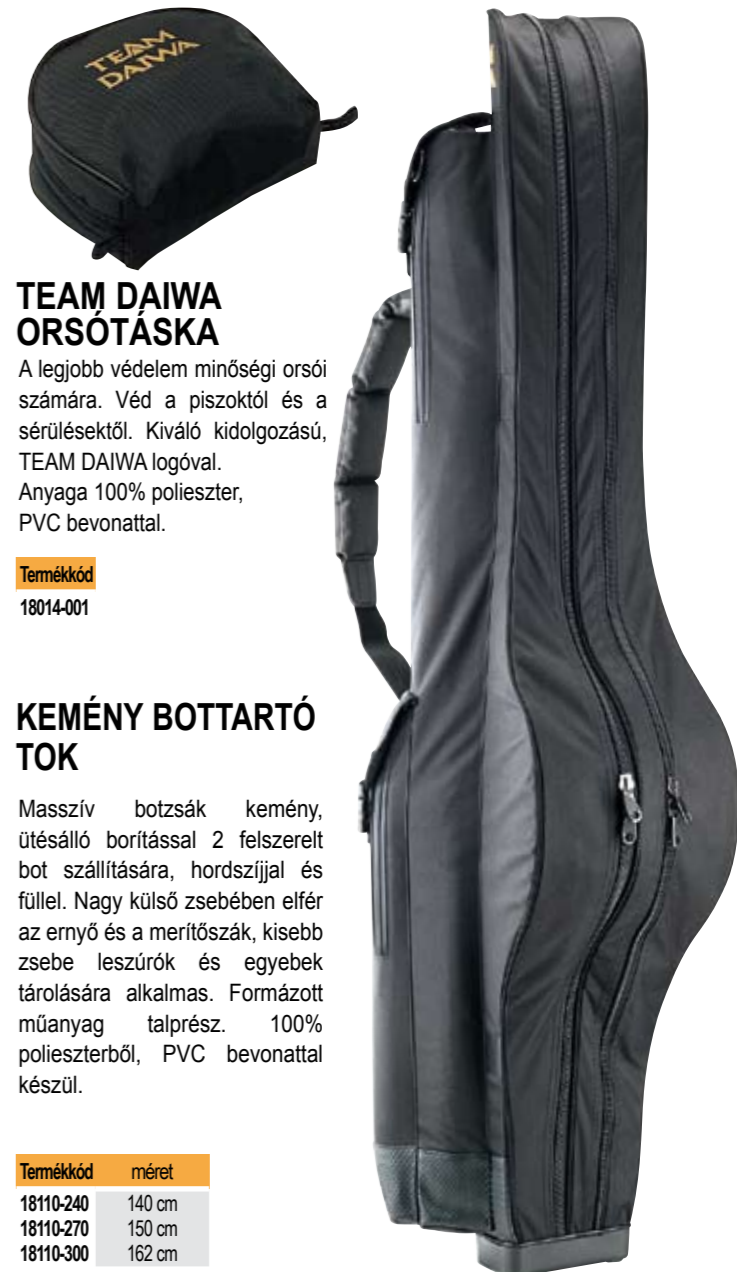 TEAM
DAIWA
TEAM DAIWA
ORSÓTÁSKA
A legjobb védelem minőségi orsói
számára. Véd a piszoktól és a
sérülésektől. Kiváló kidolgozású,
TEAM DAIWA logóval.
Anyaga 100% polieszter,
PVC bevonattal.
Termékkód
18014-001
KEMÉNY BOTTARTÓ
TOK
Masszív botzsák kemény,
ütésálló borítással 2 felszerelt
bot szállítására, hordszíjjal és
füllel. Nagy külső zsebében elfér
az ernyő és a merítőszák, kisebb
zsebe leszúrók és egyebek
tárolására alkalmas. Formázott
műanyag talprész. 100%
polieszterből, PVC bevonattal
készül.
Termékkód méret
18110-240 140 cm
18110-270 150 cm
18110-300 162 cm